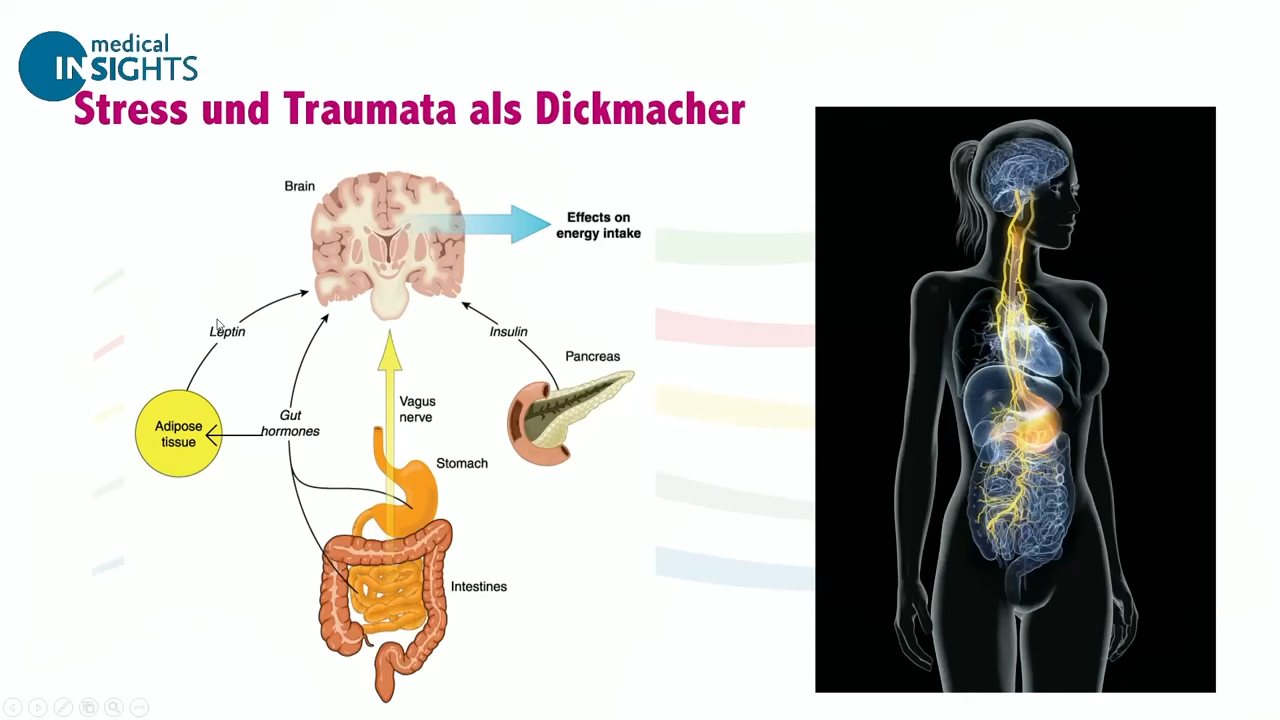 medical
INSIGHTS
Stress und Traumata als Dickmacher
Brain
Effects on
energy intake
Leptin
Insulin
Pancreas
Vagus
nerve
Gut
hormones
Adipose
tissue
Stomach
Intestines